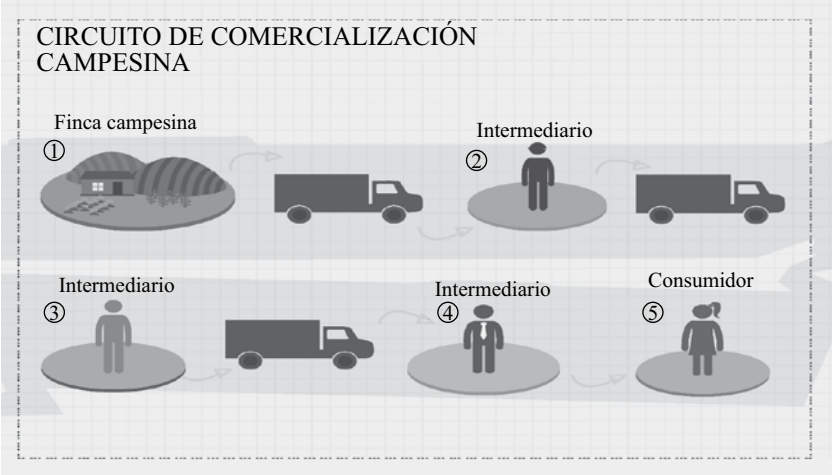 CIRCUITO DE COMERCIALIZACIÓN
CAMPESINA
Finca campesina
①
Intermediario
②
Intermediario
③
Intermediario
④
Consumidor
⑤